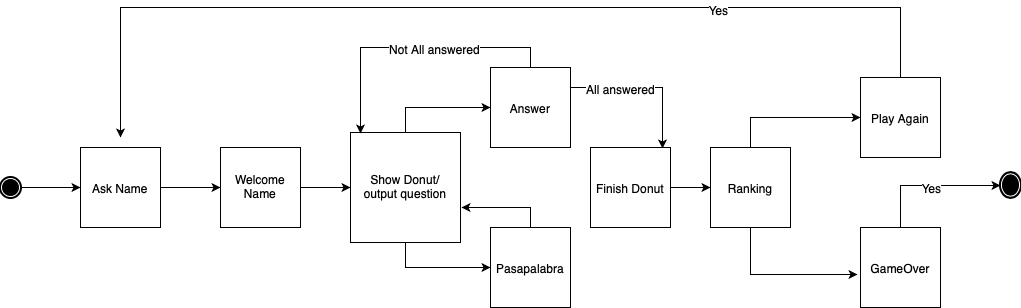 Yes
Not All answered
All answered
Answer
Play Again
Ask Name
Welcome
Name
Show Donut/
output question
Finish Donut
Ranking
Yes
Pasapalabra
GameOver